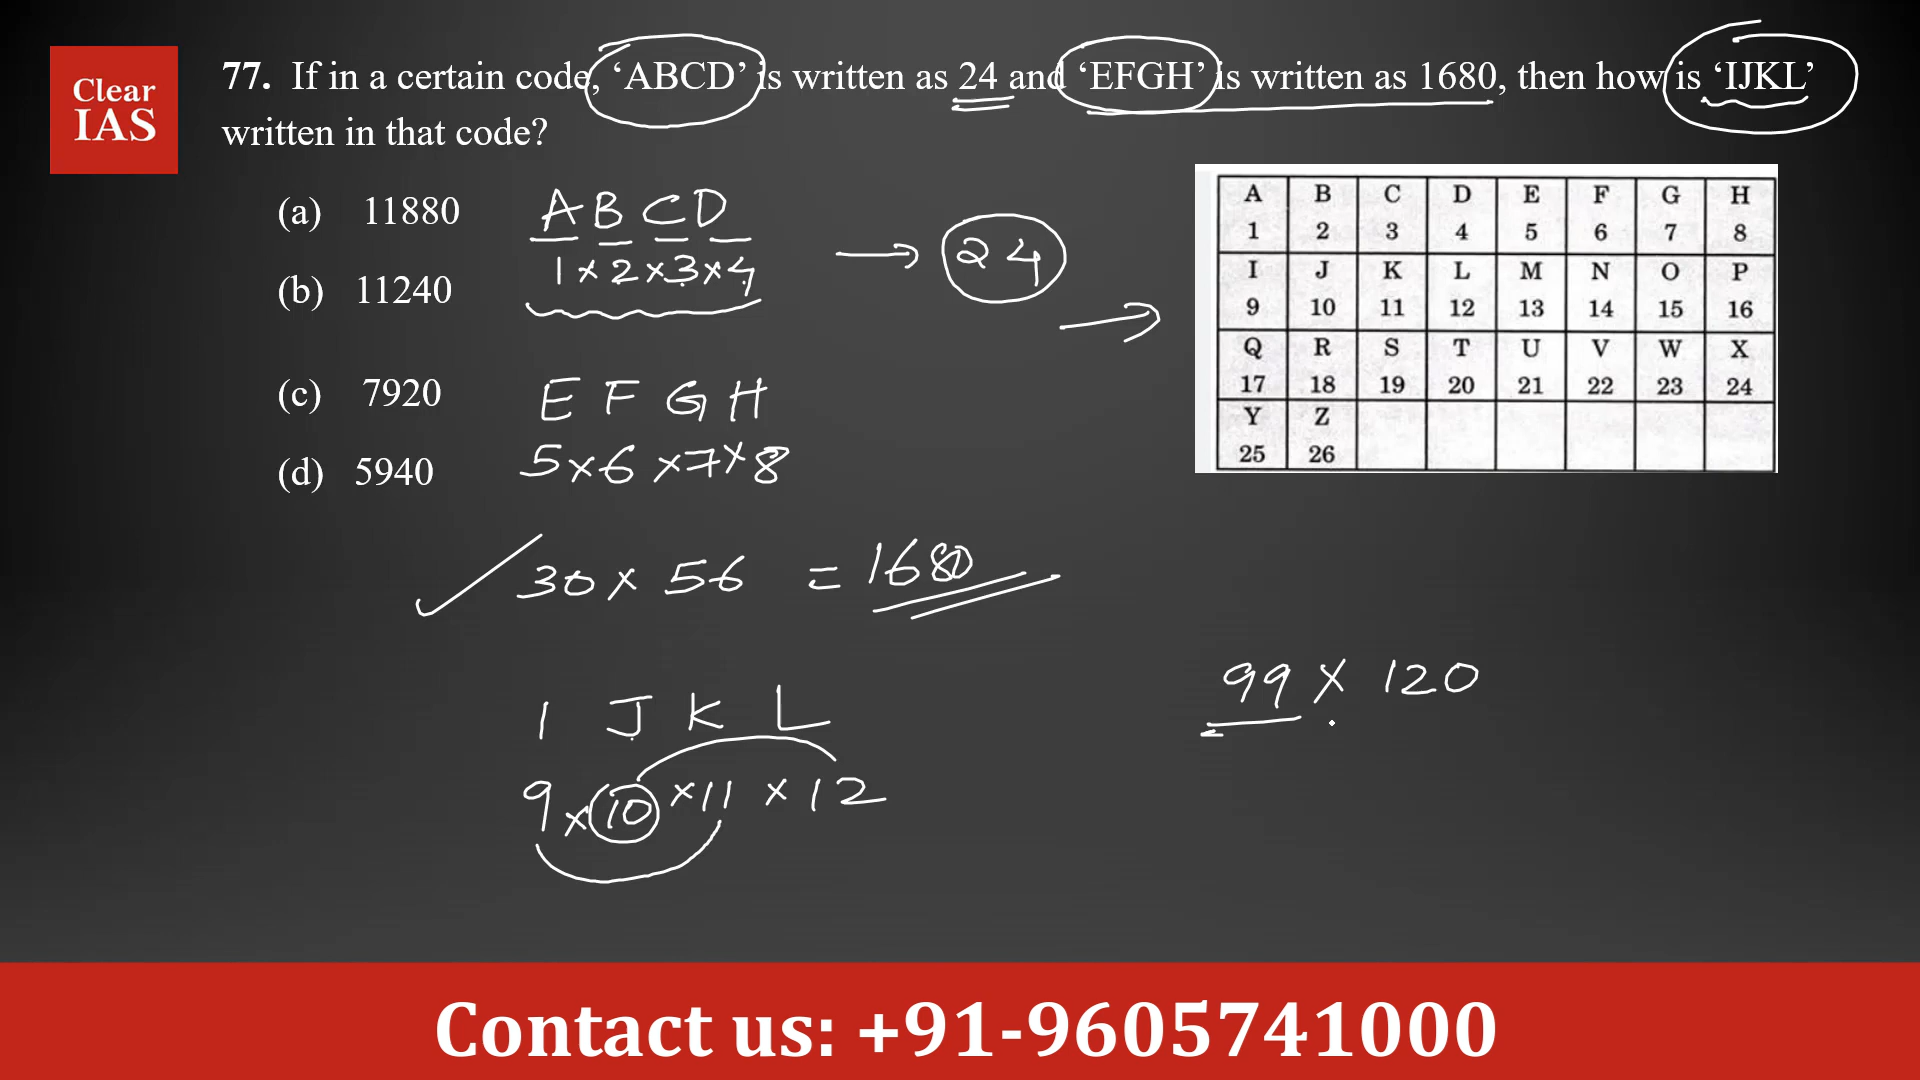 Clear
IAS
77. If in a certain code, ‘ABCD’ is written as 24 and ‘EFGH’ is written as 1680, then how is ‘IJKL’
written in that code?
(a) 11880
(b) 11240
(c) 7920
(d) 5940
A B C D
1 × 2 × 3 × 4 → 24
E F G H
5 × 6 × 7 × 8
30 × 56 = 1680
I J K L
9 × 10 × 11 × 12
99 × 120
A B C D E F G H
1 2 3 4 5 6 7 8
I J K L M N O P
9 10 11 12 13 14 15 16
Q R S T U V W X
17 18 19 20 21 22 23 24
Y Z
25 26
Contact us: +91-9605741000